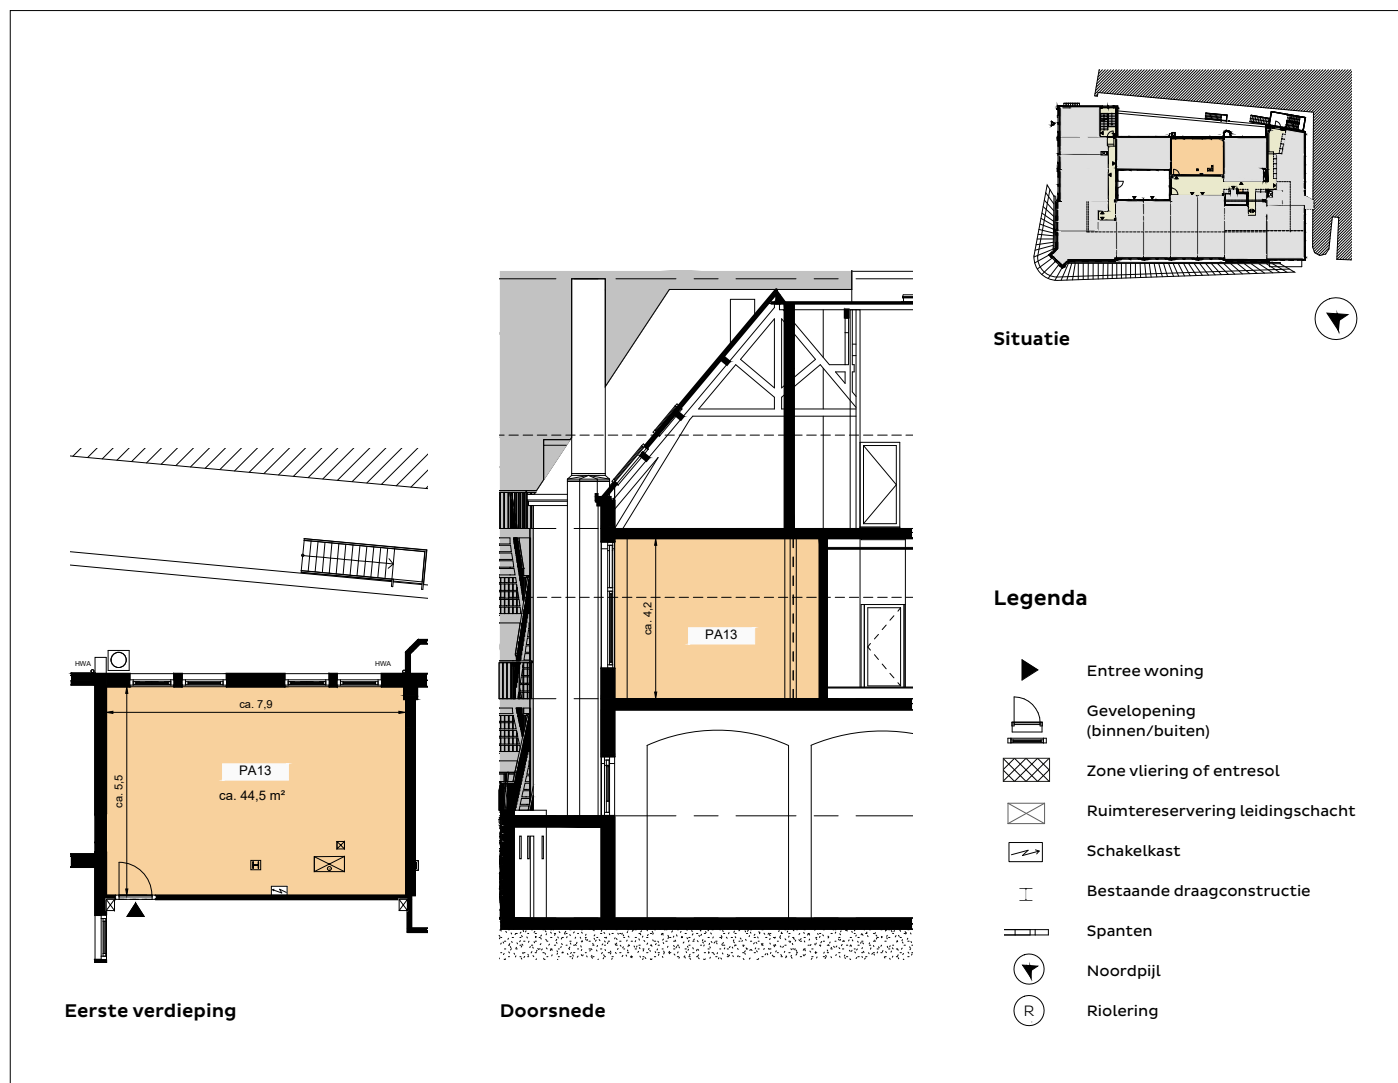 Situatie
ca. 4,2
PA13
Legenda
Entree woning
Gevelopening
(binnen/buiten)
Zone vliering of entresol
Ruimtereservering leidingschacht
Schakelkast
Bestaande draagconstructie
Spanten
Noordpijl
R
Riolering
HWA
HWA
ca. 7,9
ca. 5,5
PA13
ca. 44,5 m²
Eerste verdieping
Doorsnede